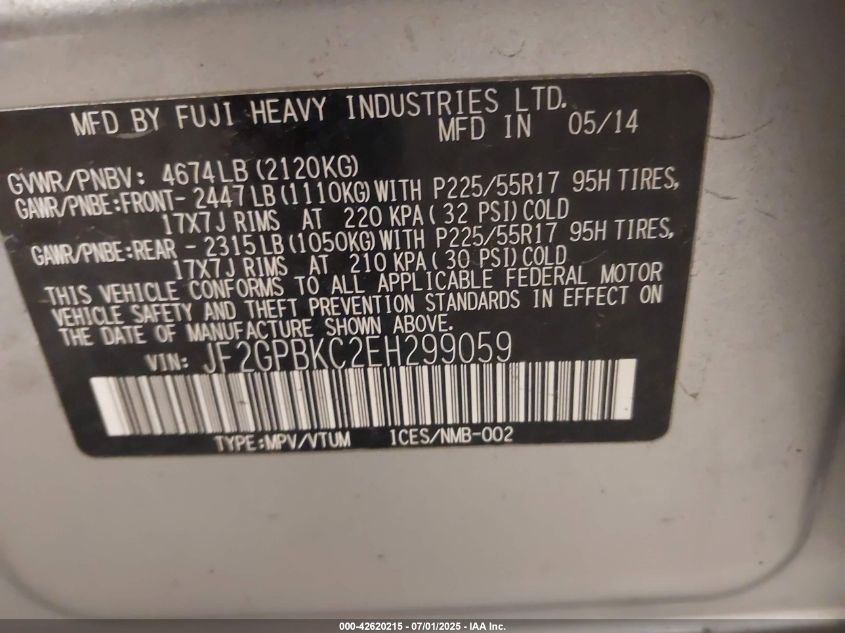 MFD BY FUJI HEAVY INDUSTRIES LTD.
MFD IN 05/14
GVWR/PNBV: 4674LB (2120KG)
GAWR/PNBE:FRONT- 2447LB (1110KG) WITH P225/55R17 95H TIRES,
17X7J RIMS AT 220 KPA ( 32 PSI) COLD
GAWR/PNBE:REAR - 2315LB (1050KG) WITH P225/55R17 95H TIRES,
17X7J RIMS AT 210 KPA ( 30 PSI) COLD
THIS VEHICLE CONFORMS TO ALL APPLICABLE FEDERAL MOTOR
VEHICLE SAFETY AND THEFT PREVENTION STANDARDS IN EFFECT ON
THE DATE OF MANUFACTURE SHOWN ABOVE.
VIN: JF2GPBKC2EH299059
TYPE:MPV/VTUM 1CES/NMB-002
000-42620215 - 07/01/2025 - IAA Inc.